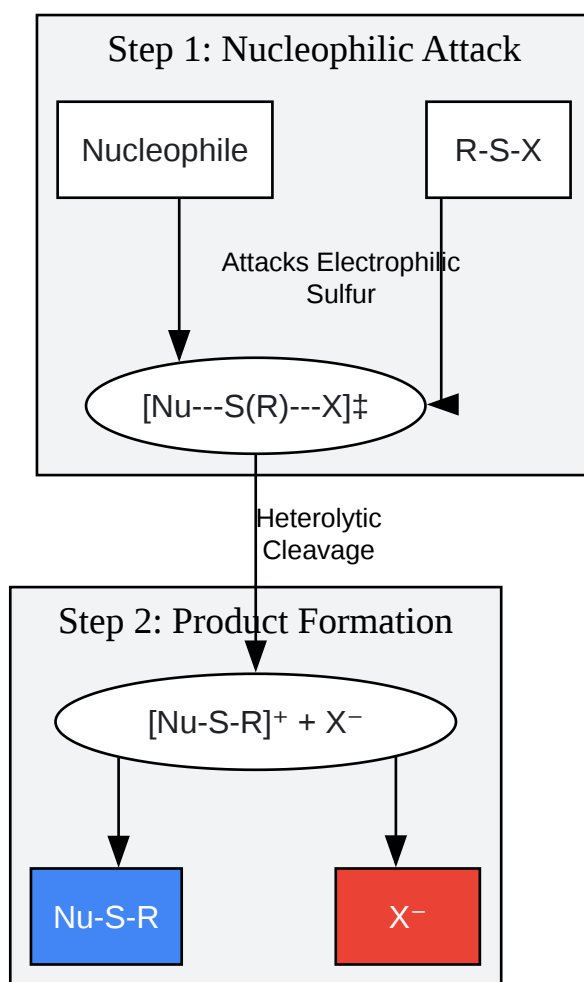 Step 1: Nucleophilic Attack
Nucleophile
R-S-X
Attacks Electrophilic
Sulfur
[Nu---S(R)---X]‡
Heterolytic
Cleavage
Step 2: Product Formation
[Nu-S-R]⁺ + X⁻
Nu-S-R
X⁻